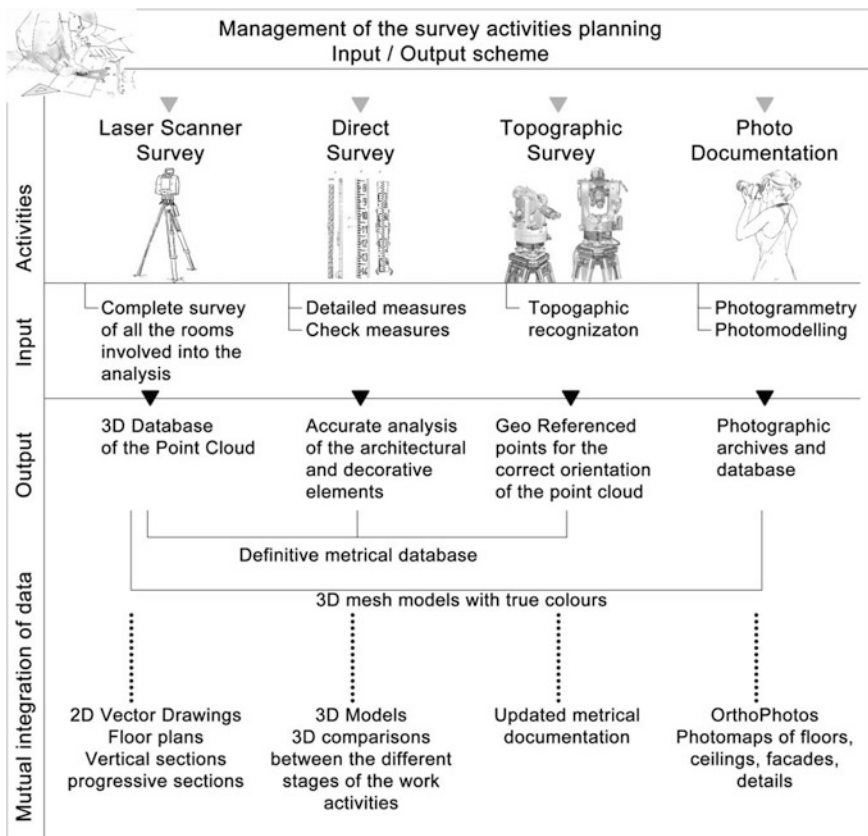 Management of the survey activities planning
Input / Output scheme
Activities
Laser Scanner
Survey
Direct
Survey
Topographic
Survey
Photo
Documentation
Input
Complete survey
of all the rooms
involved into the
analysis
Detailed measures
Check measures
Topogaphic
recognizaton
Photogrammetry
Photomodelling
Output
3D Database
of the Point Cloud
Accurate analysis
of the architectural
and decorative
elements
Geo Referenced
points for the
correct orientation
of the point cloud
Photographic
archives and
database
Mutual integration of data
Definitive metrical database
3D mesh models with true colours
2D Vector Drawings
Floor plans
Vertical sections
progressive sections
3D Models
3D comparisons
between the different
stages of the work
activities
Updated metrical
documentation
OrthoPhotos
Photomaps of floors,
ceilings, facades,
details